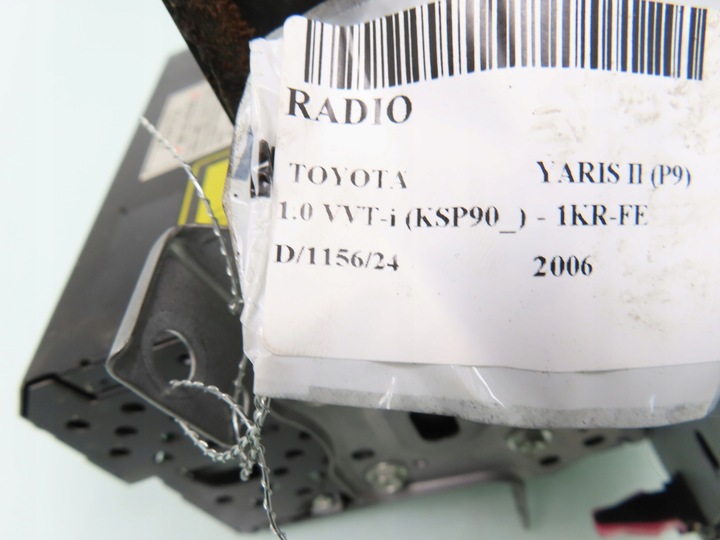 RADIO
TOYOTA YARIS II (P9)
1.0 VVT-i (KSP90_) - 1KR-FE
D/1156/24 2006